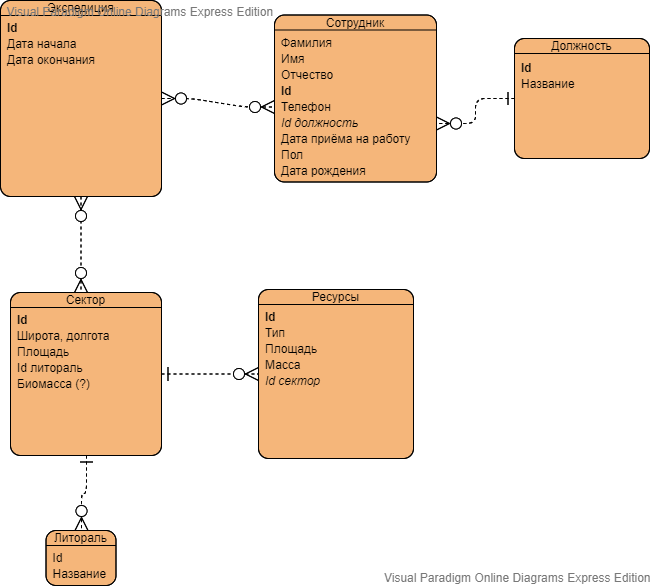 Экспедиция
Visual Paradigm Online Diagrams Express Edition
Id
Дата начала
Дата окончания
Сотрудник
Фамилия
Имя
Отчество
Id
Телефон
Id должность
Дата приёма на работу
Пол
Дата рождения
Должность
Id
Название
Сектор
Id
Широта, долгота
Площадь
Id литораль
Биомасса (?)
Ресурсы
Id
Тип
Площадь
Масса
Id сектор
Литораль
Id
Название
Visual Paradigm Online Diagrams Express Edition